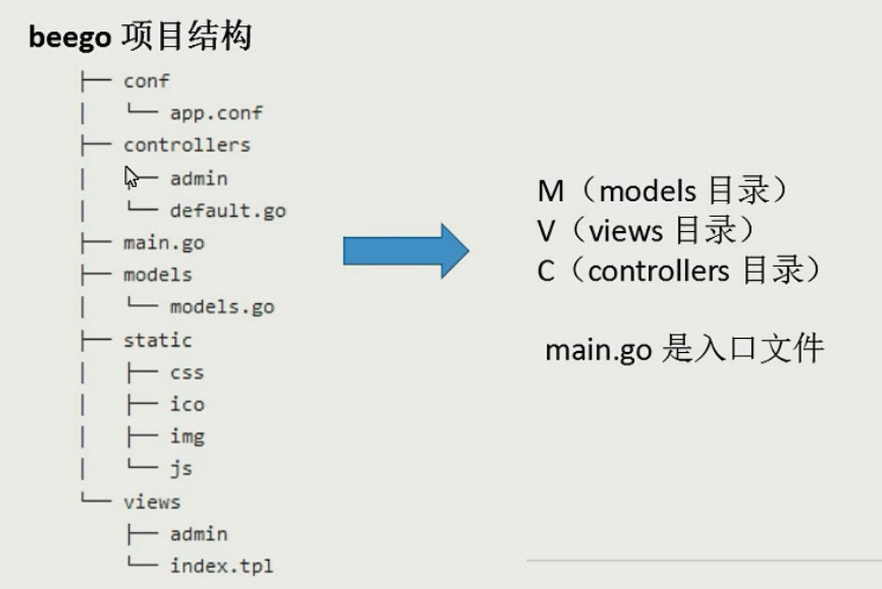 beego 项目结构
├── conf
│   └── app.conf
├── controllers
│   ├── admin
│   └── default.go
├── main.go
├── models
│   └── models.go
├── static
│   ├── css
│   ├── ico
│   ├── img
│   └── js
└── views
    ├── admin
    └── index.tpl
M（models 目录）
V（views 目录）
C（controllers 目录）
main.go 是入口文件